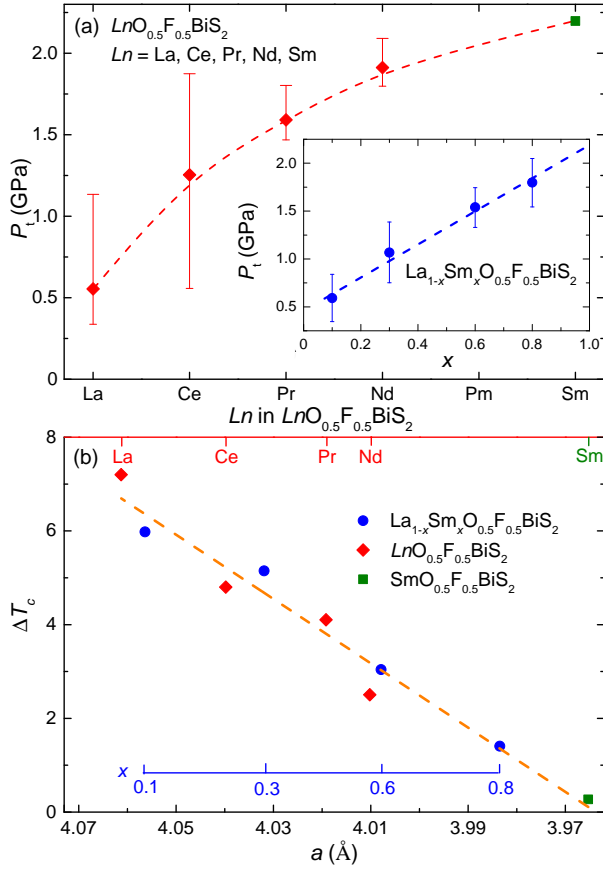 (a)
LnO0.5F0.5BiS2
Ln = La, Ce, Pr, Nd, Sm
Pt (GPa)
2.0
1.5
1.0
0.5
0
La
Ce
Pr
Nd
Pm
Sm
Pt (GPa)
2.0
1.5
1.0
0.5
La1-xSmxO0.5F0.5BiS2
0
0.2
0.4
0.6
0.8
1.0
x
Ln in LnO0.5F0.5BiS2
(b)
La
Ce
Pr
Nd
Sm
La1-xSmxO0.5F0.5BiS2
LnO0.5F0.5BiS2
SmO0.5F0.5BiS2
ΔTc
8
6
4
2
0
x
0.1
0.3
0.6
0.8
4.07
4.05
4.03
4.01
3.99
3.97
a (Å)